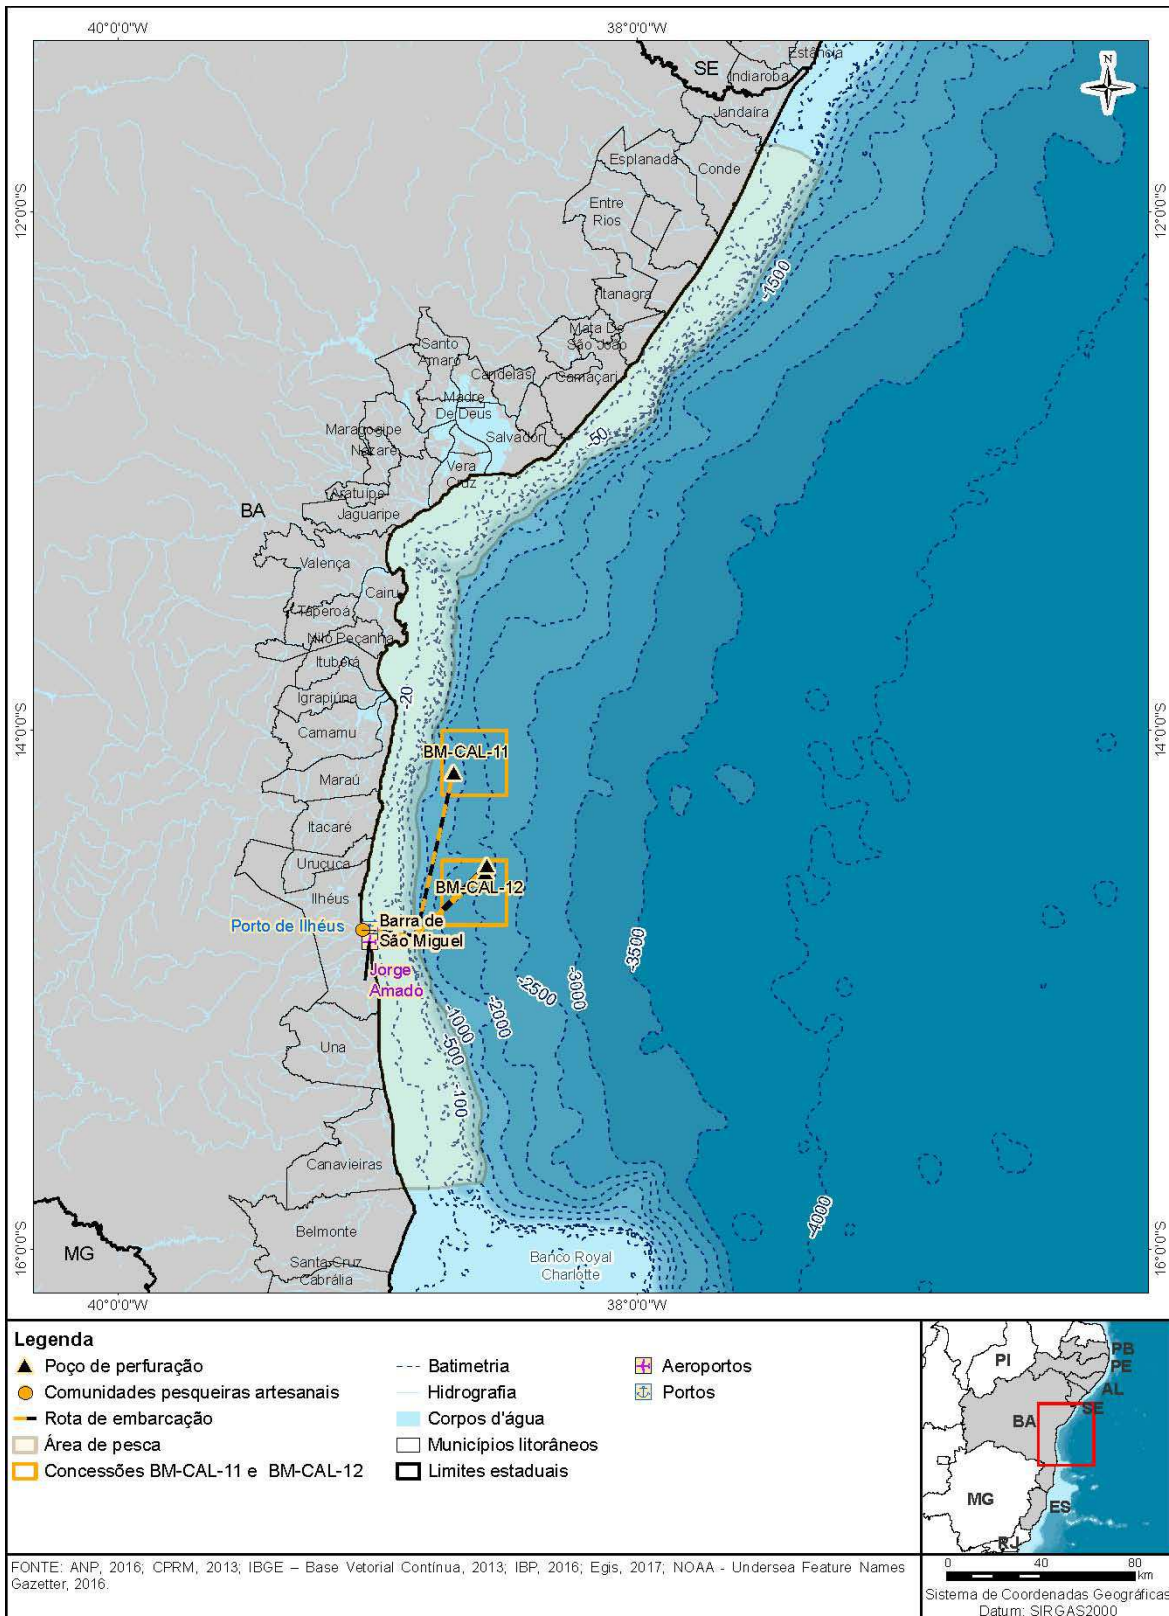 40°0'0"W
38°0'0"W
Estância
SE
Indiaroba
N
Jandaíra
Esplanada
Conde
12°0'0"S
12°0'0"S
Entre
Rios
-1500
Itanagra
Mata De
São João
Santo
Amaro
Candeias
Camaçari
Madre
De Deus
Maragogipe
Salvador
-50
Nazaré
Vera
Cruz
Aratuípe
Jaguaripe
BA
Valença
Cairu
Taperoá
Nilo Peçanha
Ituberá
Igrapiúna
-20
Camamu
14°0'0"S
14°0'0"S
BM-CAL-11
Maraú
Itacaré
Uruçuca
BM-CAL-12
Ilhéus
Porto de Ilhéus
Barra de
São Miguel
Jorge
Amado
-3500
-3000
-2500
-2000
-1000
-500
-100
Una
Canavieiras
-4000
Belmonte
MG
16°0'0"S
16°0'0"S
Santa Cruz
Cabrália
Banco Royal
Charlotte
40°0'0"W
38°0'0"W
Legenda
Poço de perfuração
Comunidades pesqueiras artesanais
Rota de embarcação
Área de pesca
Concessões BM-CAL-11 e BM-CAL-12
Batimetria
Hidrografia
Corpos d'água
Municípios litorâneos
Limites estaduais
Aeroportos
Portos
PI
PB
PE
AL
SE
BA
MG
ES
RJ
FONTE: ANP, 2016; CPRM, 2013; IBGE – Base Vetorial Contínua, 2013; IBP, 2016; Egis, 2017; NOAA - Undersea Feature Names
Gazetter, 2016.
0 40 80
km
Sistema de Coordenadas Geográficas
Datum: SIRGAS2000